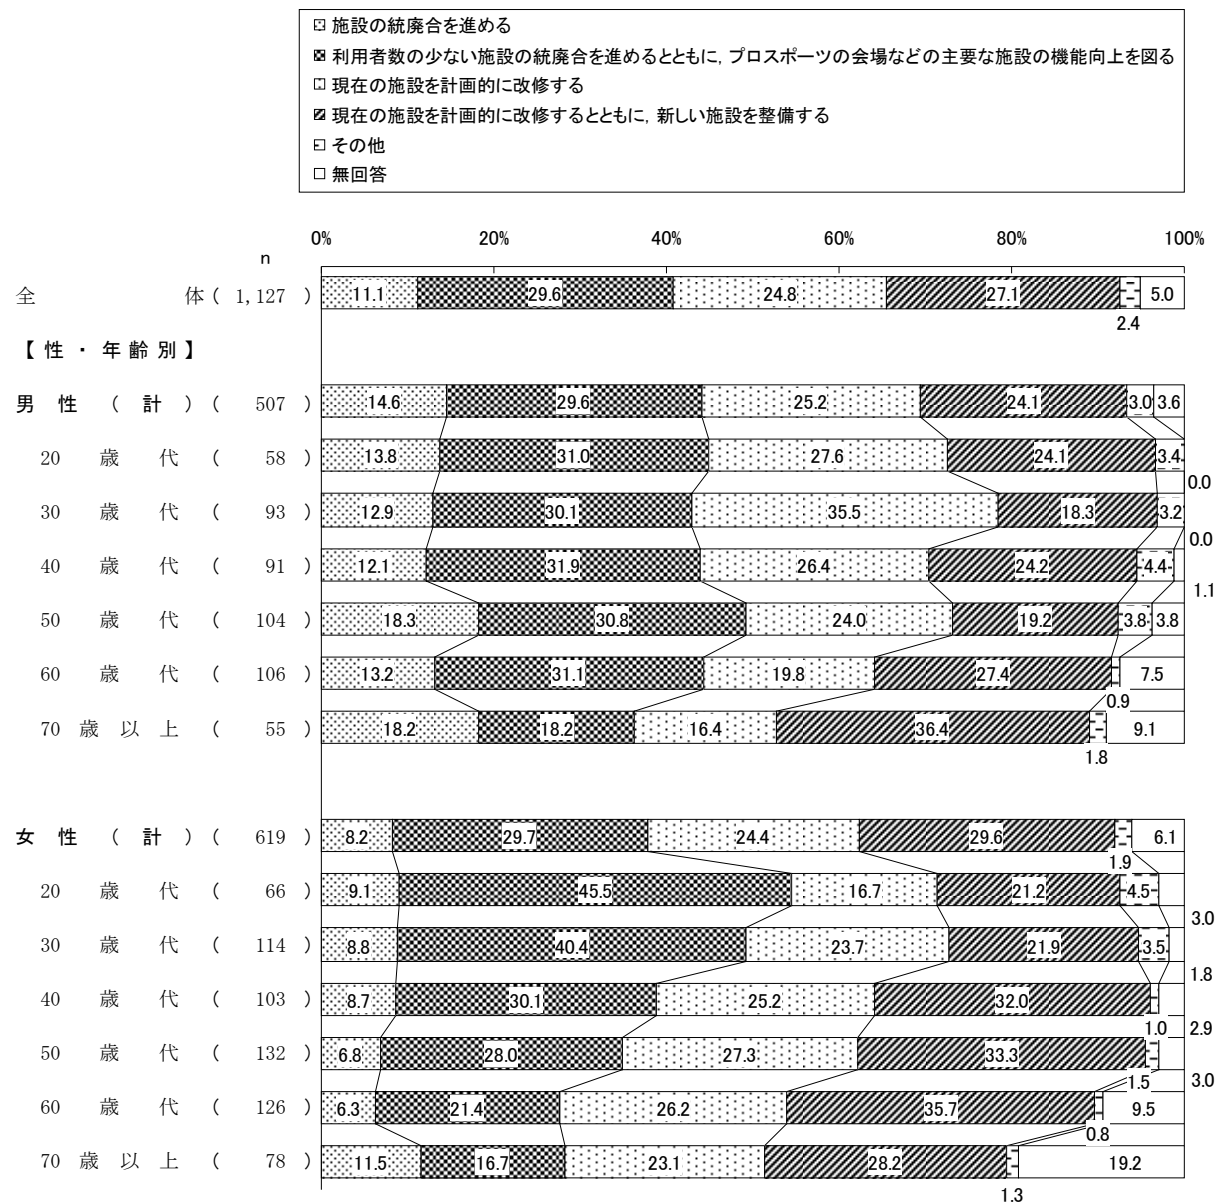 施設の統廃合を進める
利用者数の少ない施設の統廃合を進めるとともに，プロスポーツの会場などの主要な施設の機能向上を図る
現在の施設を計画的に改修する
現在の施設を計画的に改修するとともに，新しい施設を整備する
その他
無回答
0% 20% 40% 60% 80% 100%
n
全体( 1,127 ) 11.1 29.6 24.8 27.1 2.4 5.0
【性・年齢別】
男性（計）( 507 ) 14.6 29.6 25.2 24.1 3.0 3.6
20歳代( 58 ) 13.8 31.0 27.6 24.1 3.4 0.0
30歳代( 93 ) 12.9 30.1 35.5 18.3 3.2 0.0
40歳代( 91 ) 12.1 31.9 26.4 24.2 4.4 1.1
50歳代( 104 ) 18.3 30.8 24.0 19.2 3.8 3.8
60歳代( 106 ) 13.2 31.1 19.8 27.4 0.9 7.5
70歳以上( 55 ) 18.2 18.2 16.4 36.4 1.8 9.1
女性（計）( 619 ) 8.2 29.7 24.4 29.6 1.9 6.1
20歳代( 66 ) 9.1 45.5 16.7 21.2 4.5 3.0
30歳代( 114 ) 8.8 40.4 23.7 21.9 3.5 1.8
40歳代( 103 ) 8.7 30.1 25.2 32.0 1.0 2.9
50歳代( 132 ) 6.8 28.0 27.3 33.3 1.5 3.0
60歳代( 126 ) 6.3 21.4 26.2 35.7 0.8 9.5
70歳以上( 78 ) 11.5 16.7 23.1 28.2 1.3 19.2